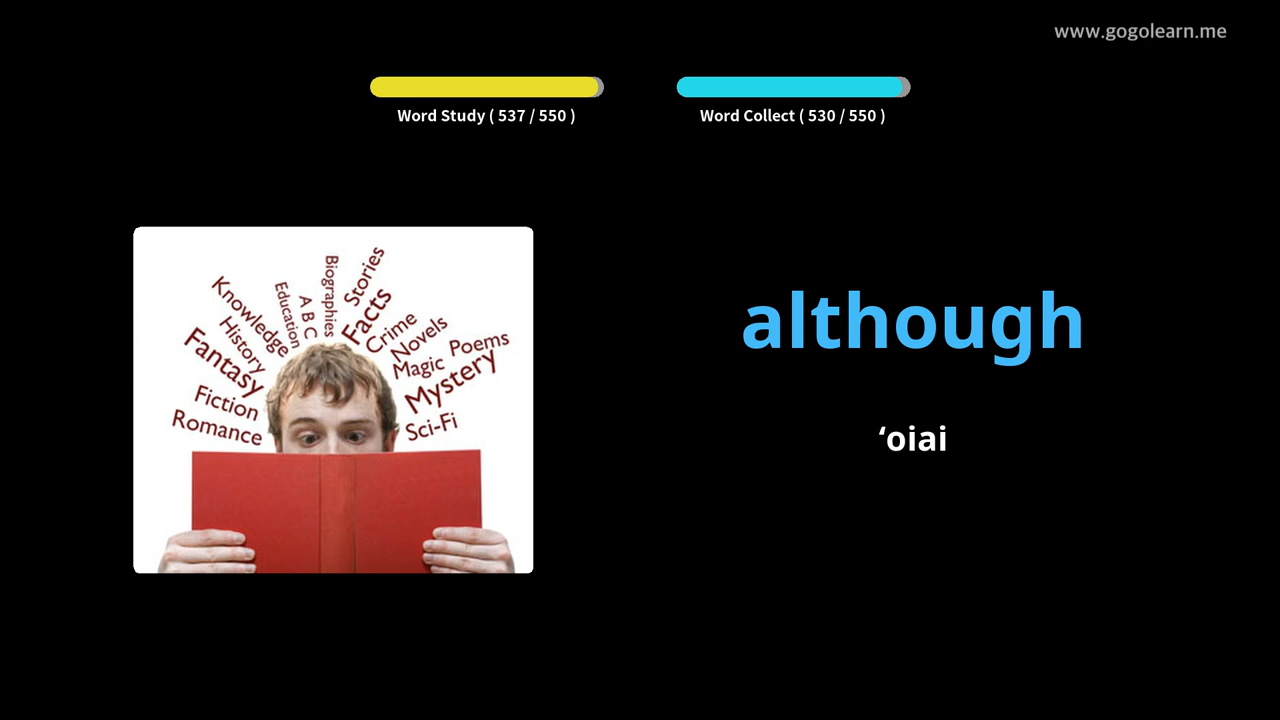 www.gogolearn.me
Word Study ( 537 / 550 )
Word Collect ( 530 / 550 )
Romance
Fiction
Fantasy
History
Knowledge
Education
A B C
Biographies
Stories
Facts
Crime
Novels
Magic
Poems
Mystery
Sci-Fi
although
ʻoiai